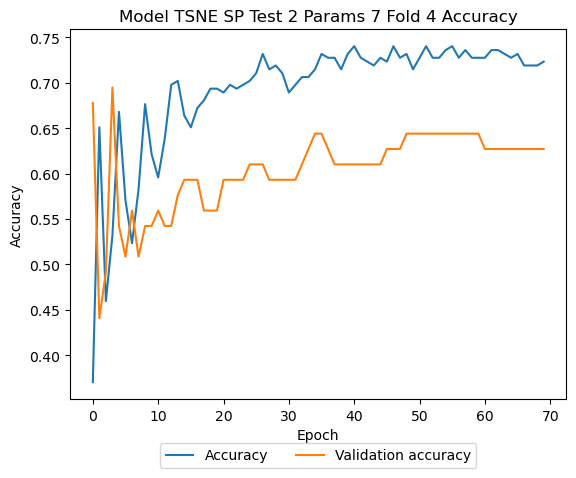 Model TSNE SP Test 2 Params 7 Fold 4 Accuracy
0.75
0.70
0.65
0.60
0.55
0.50
0.45
0.40
Accuracy
0 10 20 30 40 50 60 70
Epoch
Accuracy Validation accuracy